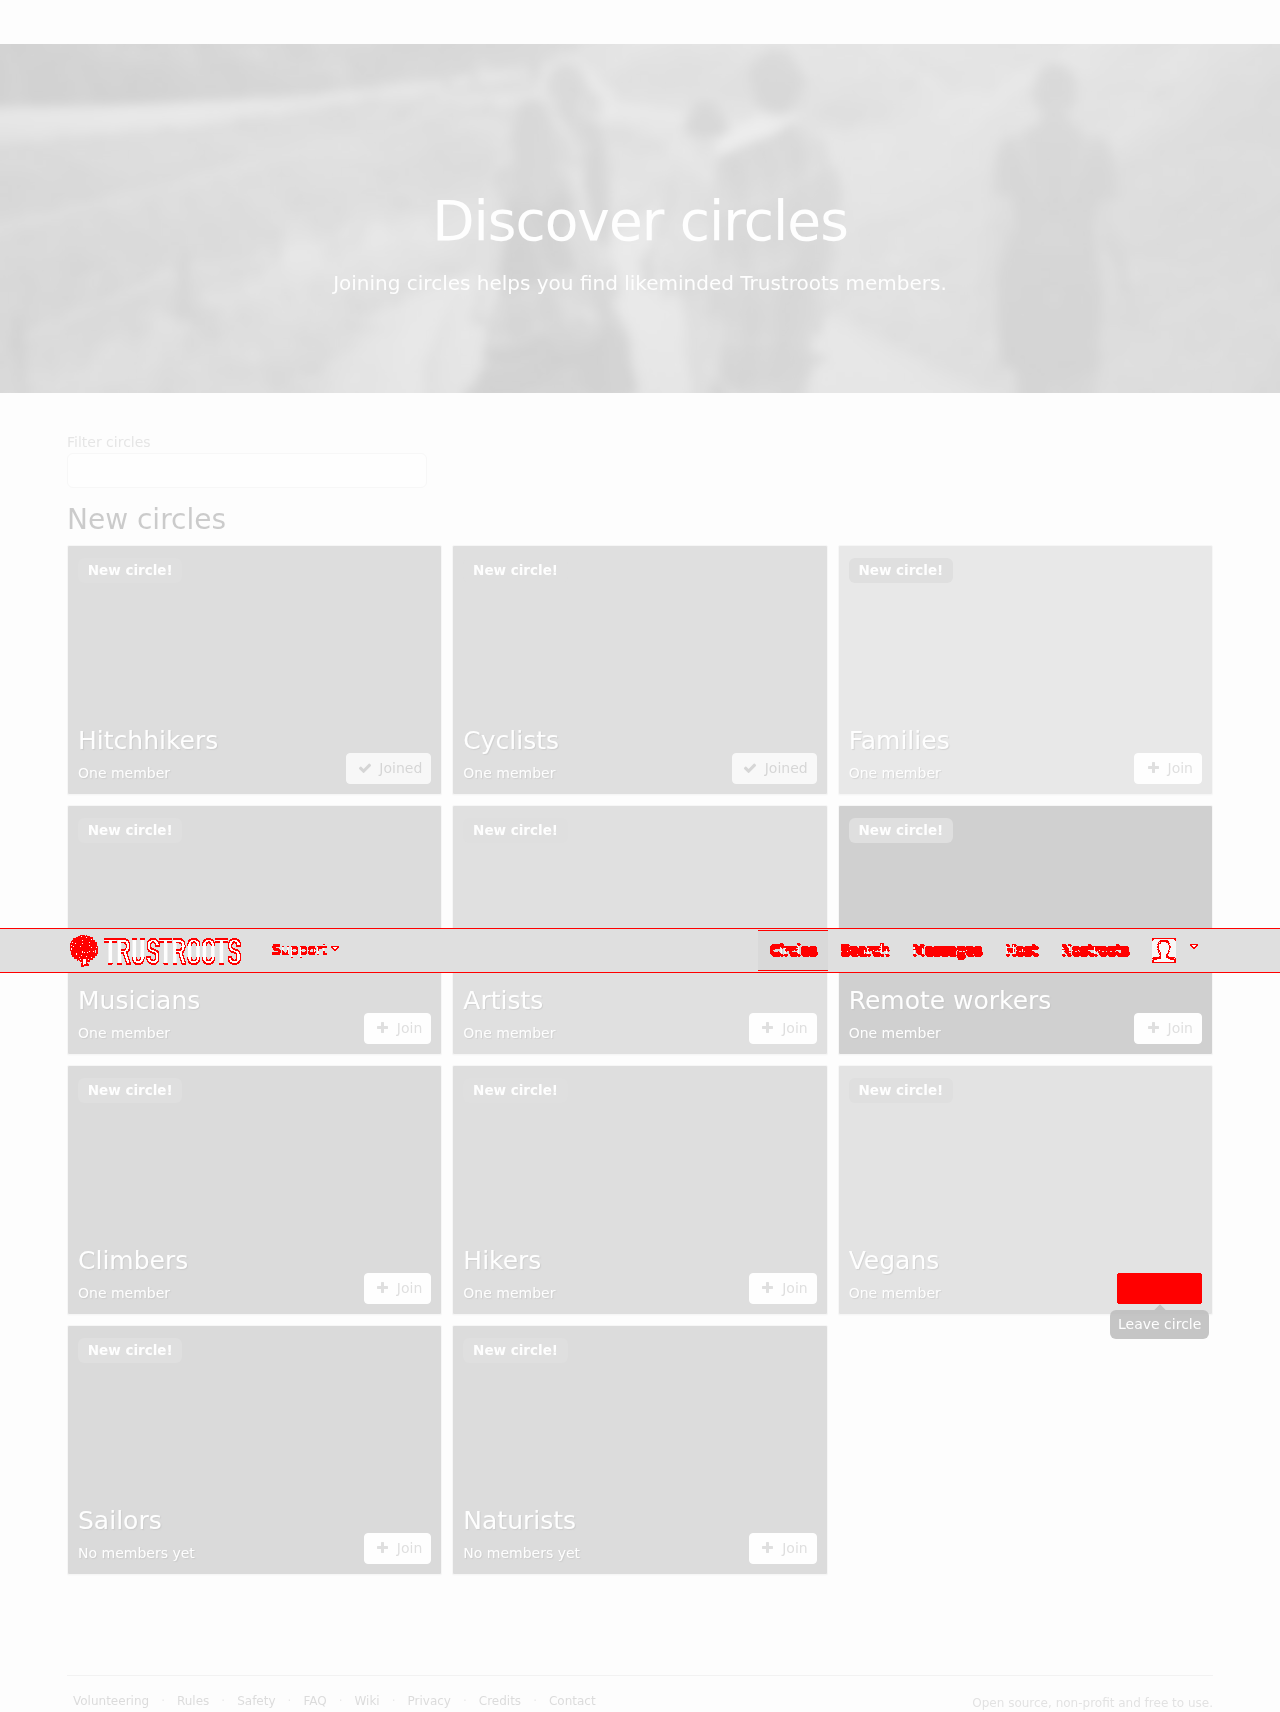 Discover circles
Joining circles helps you find likeminded Trustroots members.
Filter circles
New circles
New circle!
New circle!
New circle!
Hitchhikers
Cyclists
Families
One member
Joined
One member
Joined
One member
Join
New circle!
New circle!
New circle!
TRUSTROOTS
Support
Circles
Search
Messages
Host
Nostroots
Musicians
Artists
Remote workers
One member
Join
One member
Join
One member
Join
New circle!
New circle!
New circle!
Climbers
Hikers
Vegans
One member
Join
One member
Join
One member
Leave circle
New circle!
New circle!
Sailors
Naturists
No members yet
Join
No members yet
Join
Volunteering · Rules · Safety · FAQ · Wiki · Privacy · Credits · Contact
Open source, non-profit and free to use.